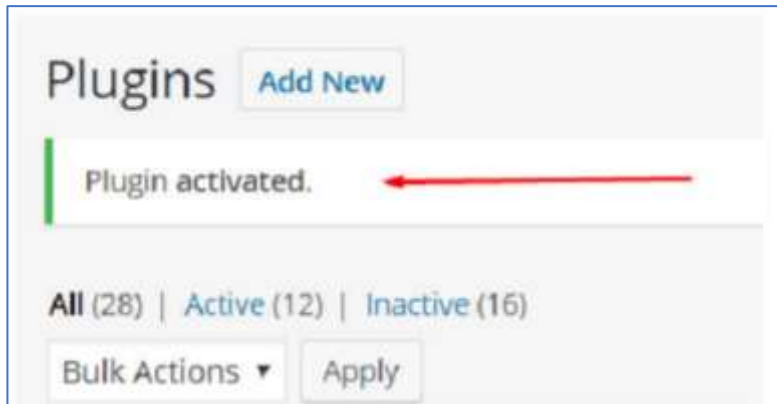 Plugins Add New
Plugin activated.
All (28) | Active (12) | Inactive (16)
Bulk Actions Apply